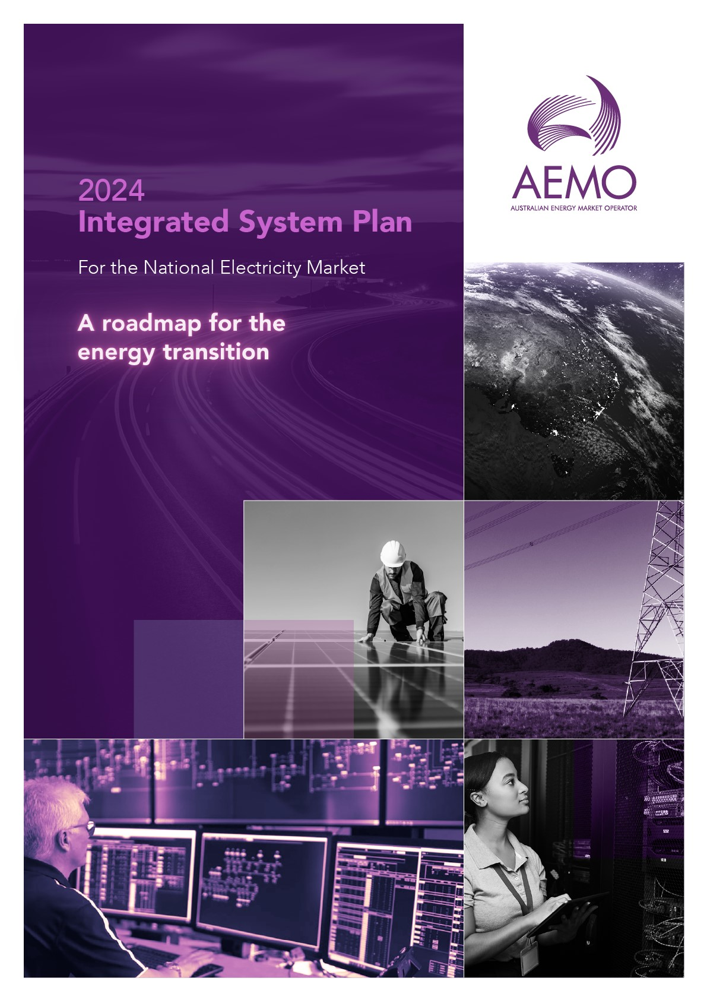 2024
Integrated System Plan
For the National Electricity Market
A roadmap for the
energy transition
AEMO
AUSTRALIAN ENERGY MARKET OPERATOR